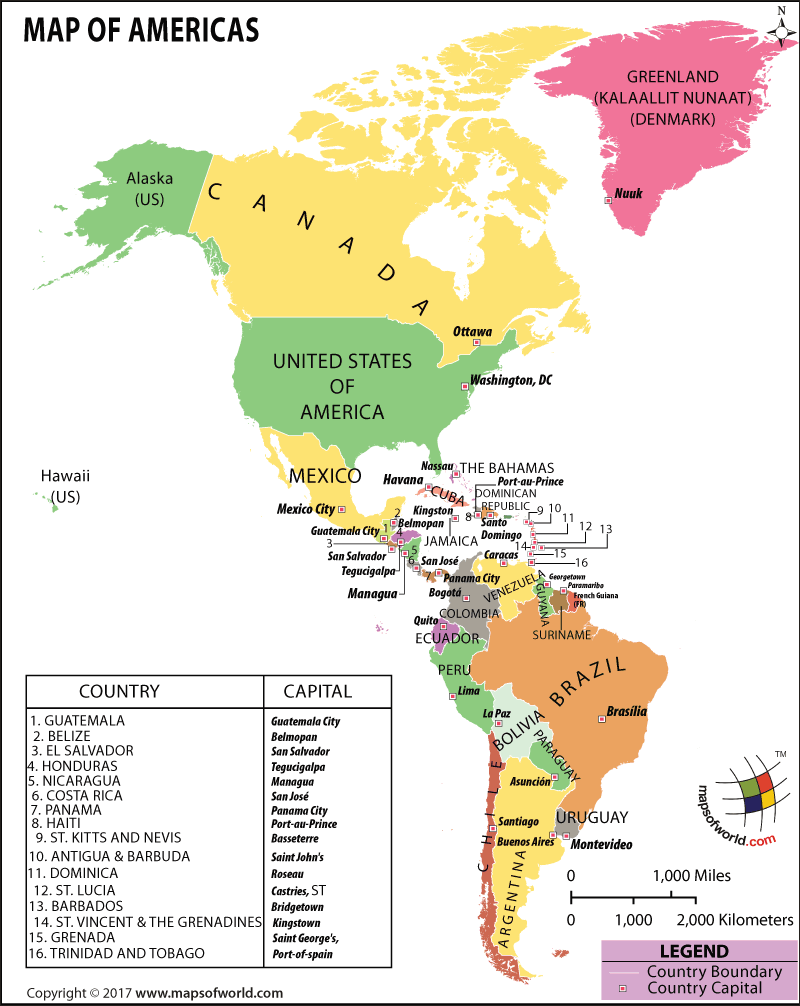 MAP OF AMERICAS
N
GREENLAND
(KALAALLIT NUNAAT)
(DENMARK)
Nuuk
Alaska
(US)
CANADA
Ottawa
UNITED STATES
OF
AMERICA
Washington, DC
Hawaii
(US)
MEXICO
Mexico City
Nassau
THE BAHAMAS
Havana
CUBA
Port-au-Prince
DOMINICAN
REPUBLIC
Kingston
8
Santo
Domingo
JAMAICA
9
10
11
12
13
14
15
16
2
Belmopan
1
Guatemala City
3
4
San Salvador
Tegucigalpa
5
6
Managua
San José
7
Panama City
Caracas
VENEZUELA
Georgetown
Paramaribo
French Guiana
(FR)
GUYANA
SURINAME
Bogotá
COLOMBIA
Quito
ECUADOR
PERU
Lima
BRAZIL
Brasília
La Paz
BOLIVIA
PARAGUAY
Asunción
CHILE
Santiago
Buenos Aires
URUGUAY
Montevideo
ARGENTINA
COUNTRY CAPITAL
1. GUATEMALA Guatemala City
2. BELIZE Belmopan
3. EL SALVADOR San Salvador
4. HONDURAS Tegucigalpa
5. NICARAGUA Managua
6. COSTA RICA San José
7. PANAMA Panama City
8. HAITI Port-au-Prince
9. ST. KITTS AND NEVIS Basseterre
10. ANTIGUA & BARBUDA Saint John's
11. DOMINICA Roseau
12. ST. LUCIA Castries, ST
13. BARBADOS Bridgetown
14. ST. VINCENT & THE GRENADINES Kingstown
15. GRENADA Saint George's,
16. TRINIDAD AND TOBAGO Port-of-spain
TM
mapsofworld.com
0 1,000 Miles
0 1,000 2,000 Kilometers
LEGEND
Country Boundary
Country Capital
Copyright © 2017 www.mapsofworld.com